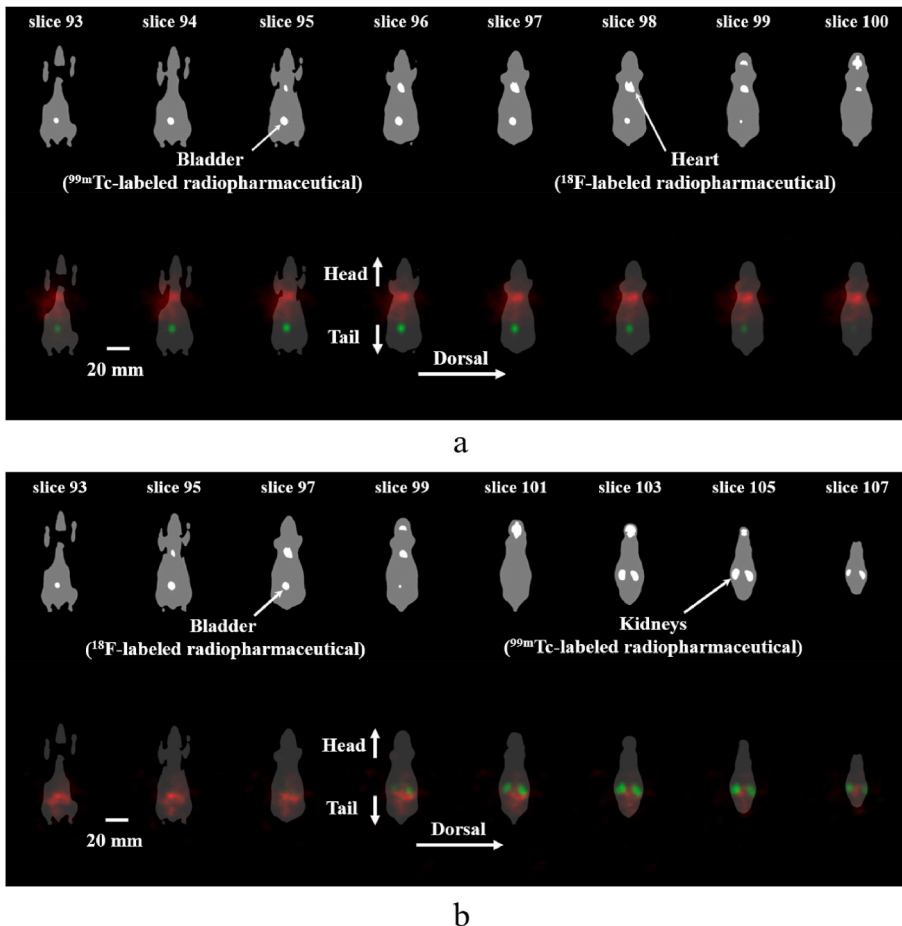 slice 93 slice 94 slice 95 slice 96 slice 97 slice 98 slice 99 slice 100
Bladder
(⁹⁹ᵐTc-labeled radiopharmaceutical)
Heart
(¹⁸F-labeled radiopharmaceutical)
Head
Tail
20 mm
Dorsal
a
slice 93 slice 95 slice 97 slice 99 slice 101 slice 103 slice 105 slice 107
Bladder
(¹⁸F-labeled radiopharmaceutical)
Kidneys
(⁹⁹ᵐTc-labeled radiopharmaceutical)
Head
Tail
20 mm
Dorsal
b